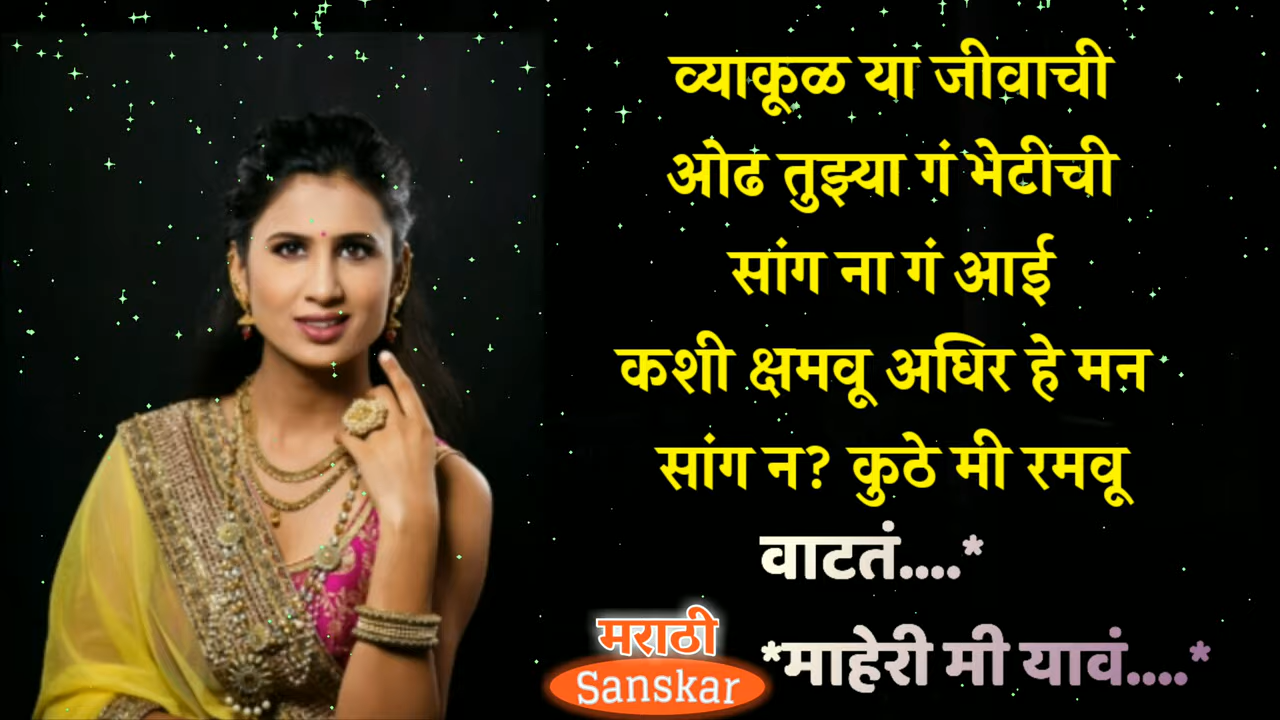 व्याकूळ या जीवाची
ओढ तुझ्या गं भेटीची
सांग ना गं आई
कशी क्षमवू अधिर हे मन
सांग न? कुठे मी रमवू
वाटतं....*
*माहेरी मी यावं....*
मराठी
Sanskar